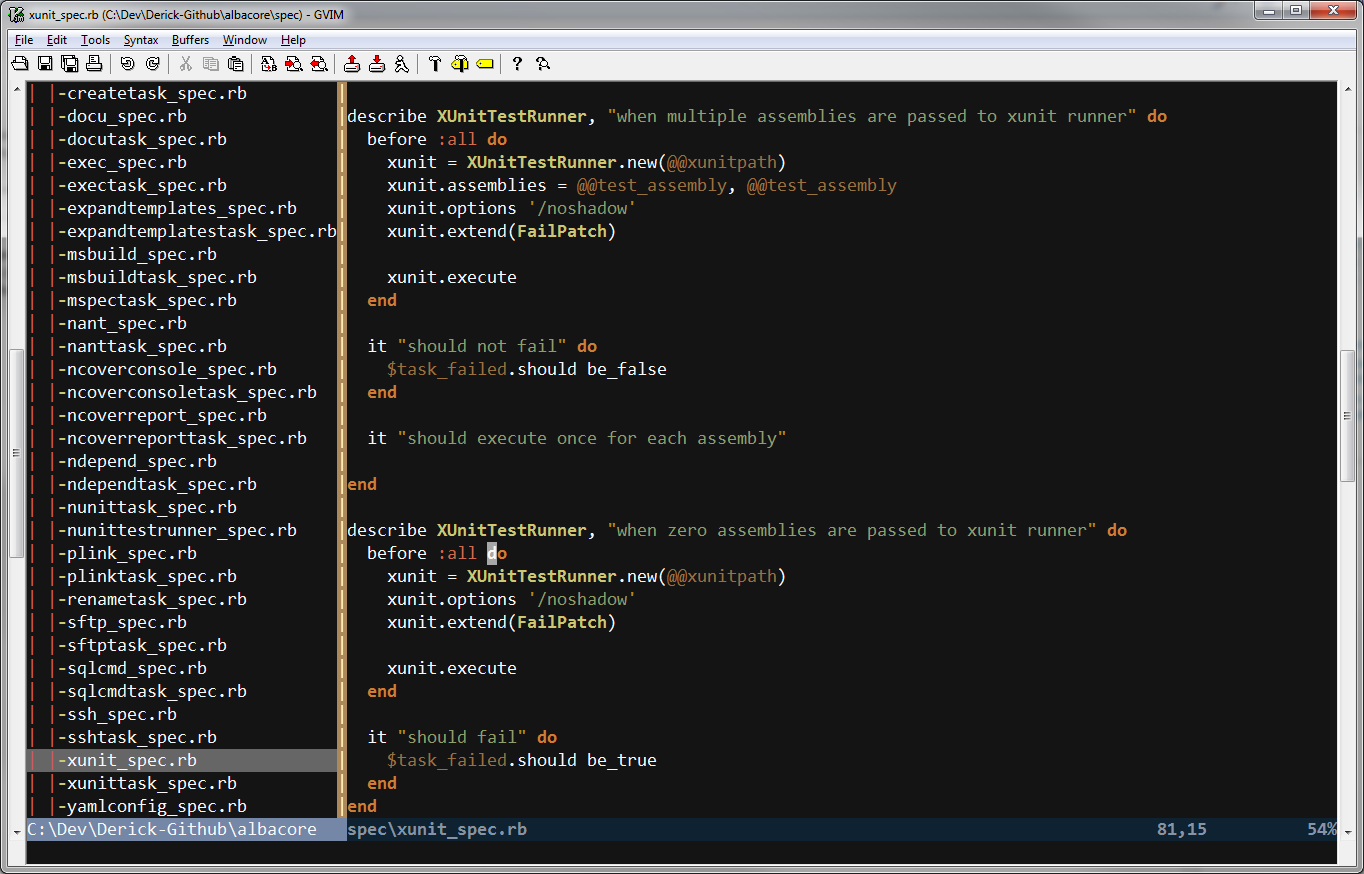 xunit_spec.rb (C:\Dev\Derick-Github\albacore\spec) - GVIM
File Edit Tools Syntax Buffers Window Help
| |-createtask_spec.rb
| |-docu_spec.rb
| |-docutask_spec.rb
| |-exec_spec.rb
| |-exectask_spec.rb
| |-expandtemplates_spec.rb
| |-expandtemplatestask_spec.rb
| |-msbuild_spec.rb
| |-msbuildtask_spec.rb
| |-mspectask_spec.rb
| |-nant_spec.rb
| |-nanttask_spec.rb
| |-ncoverconsole_spec.rb
| |-ncoverconsoletask_spec.rb
| |-ncoverreport_spec.rb
| |-ncoverreporttask_spec.rb
| |-ndepend_spec.rb
| |-ndependtask_spec.rb
| |-nunittask_spec.rb
| |-nunittestrunner_spec.rb
| |-plink_spec.rb
| |-plinktask_spec.rb
| |-renametask_spec.rb
| |-sftp_spec.rb
| |-sftptask_spec.rb
| |-sqlcmd_spec.rb
| |-sqlcmdtask_spec.rb
| |-ssh_spec.rb
| |-sshtask_spec.rb
| |-xunit_spec.rb
| |-xunittask_spec.rb
| |-yamlconfig_spec.rb
C:\Dev\Derick-Github\albacore
describe XUnitTestRunner, "when multiple assemblies are passed to xunit runner" do
  before :all do
    xunit = XUnitTestRunner.new(@@xunitpath)
    xunit.assemblies = @@test_assembly, @@test_assembly
    xunit.options '/noshadow'
    xunit.extend(FailPatch)
    xunit.execute
  end
  it "should not fail" do
    $task_failed.should be_false
  end
  it "should execute once for each assembly"
end
describe XUnitTestRunner, "when zero assemblies are passed to xunit runner" do
  before :all do
    xunit = XUnitTestRunner.new(@@xunitpath)
    xunit.options '/noshadow'
    xunit.extend(FailPatch)
    xunit.execute
  end
  it "should fail" do
    $task_failed.should be_true
  end
end
spec\xunit_spec.rb 81,15 54%